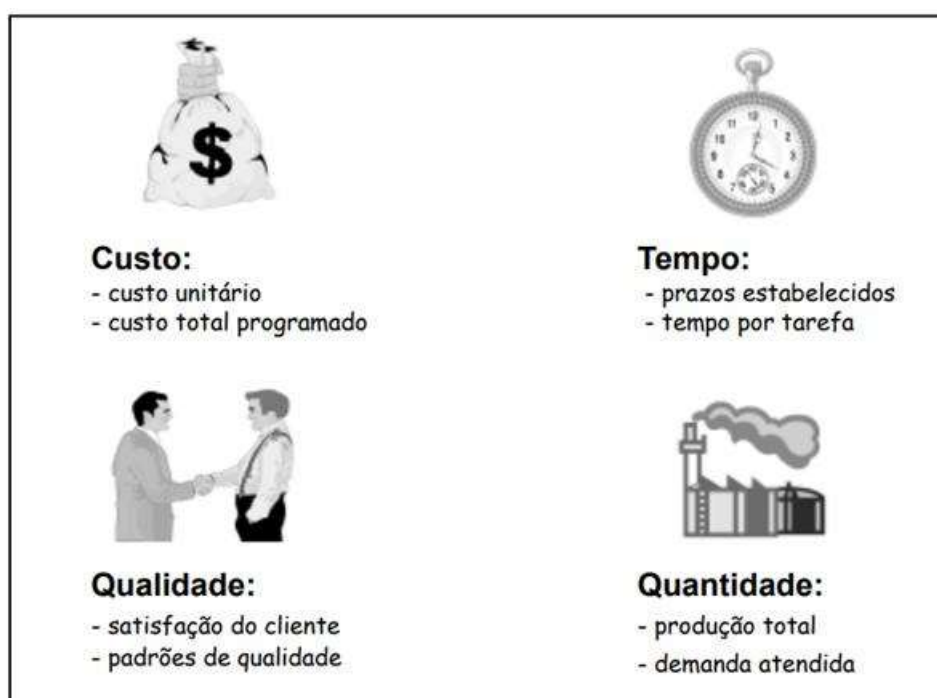 $
Custo:
- custo unitário
- custo total programado
Tempo:
- prazos estabelecidos
- tempo por tarefa
Qualidade:
- satisfação do cliente
- padrões de qualidade
Quantidade:
- produção total
- demanda atendida